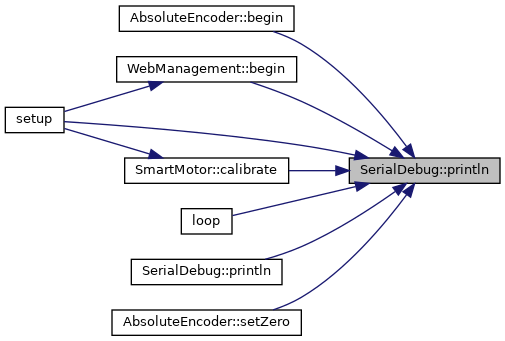 AbsoluteEncoder::begin
WebManagement::begin
setup
SmartMotor::calibrate
SerialDebug::println
loop
SerialDebug::println
AbsoluteEncoder::setZero